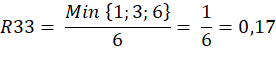 R33 = Min {1;3;6} / 6 = 1 / 6 = 0,17